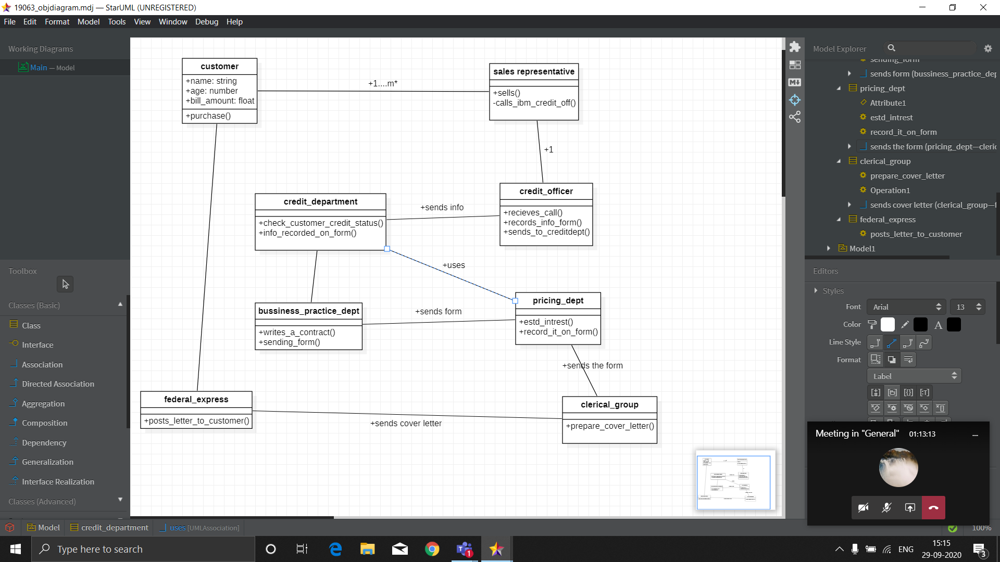 19063_objdiagram.mdj — StarUML (UNREGISTERED)
File Edit Format Model Tools View Window Debug Help
Working Diagrams
Main — Model
Toolbox
Classes (Basic)
Class
Interface
Association
Directed Association
Aggregation
Composition
Dependency
Generalization
Interface Realization
Classes (Advanced)
customer
+name: string
+age: number
+bill_amount: float
+purchase()
+1....m*
sales representative
+sells()
-calls_ibm_credit_off()
+1
credit_department
+check_customer_credit_status()
+info_recorded_on_form()
+sends info
credit_officer
+recieves_call()
+records_info_form()
+sends_to_creditdept()
+uses
bussiness_practice_dept
+writes_a_contract()
+sending_form()
+sends form
pricing_dept
+estd_intrest()
+record_it_on_form()
+sends the form
federal_express
+posts_letter_to_customer()
+sends cover letter
clerical_group
+prepare_cover_letter()
Model Explorer
sending_form
sends form (bussiness_practice_dep
pricing_dept
Attribute1
estd_intrest
record_it_on_form
sends the form (pricing_dept—cleric
clerical_group
prepare_cover_letter
Operation1
sends cover letter (clerical_group—f
federal_express
posts_letter_to_customer
Model1
Editors
Styles
Font Arial 13
Color A
Line Style
Format
Label
Meeting in "General" 01:13:13
Model credit_department uses [UMLAssociation]
100%
Type here to search
1
ENG
15:15
29-09-2020
3